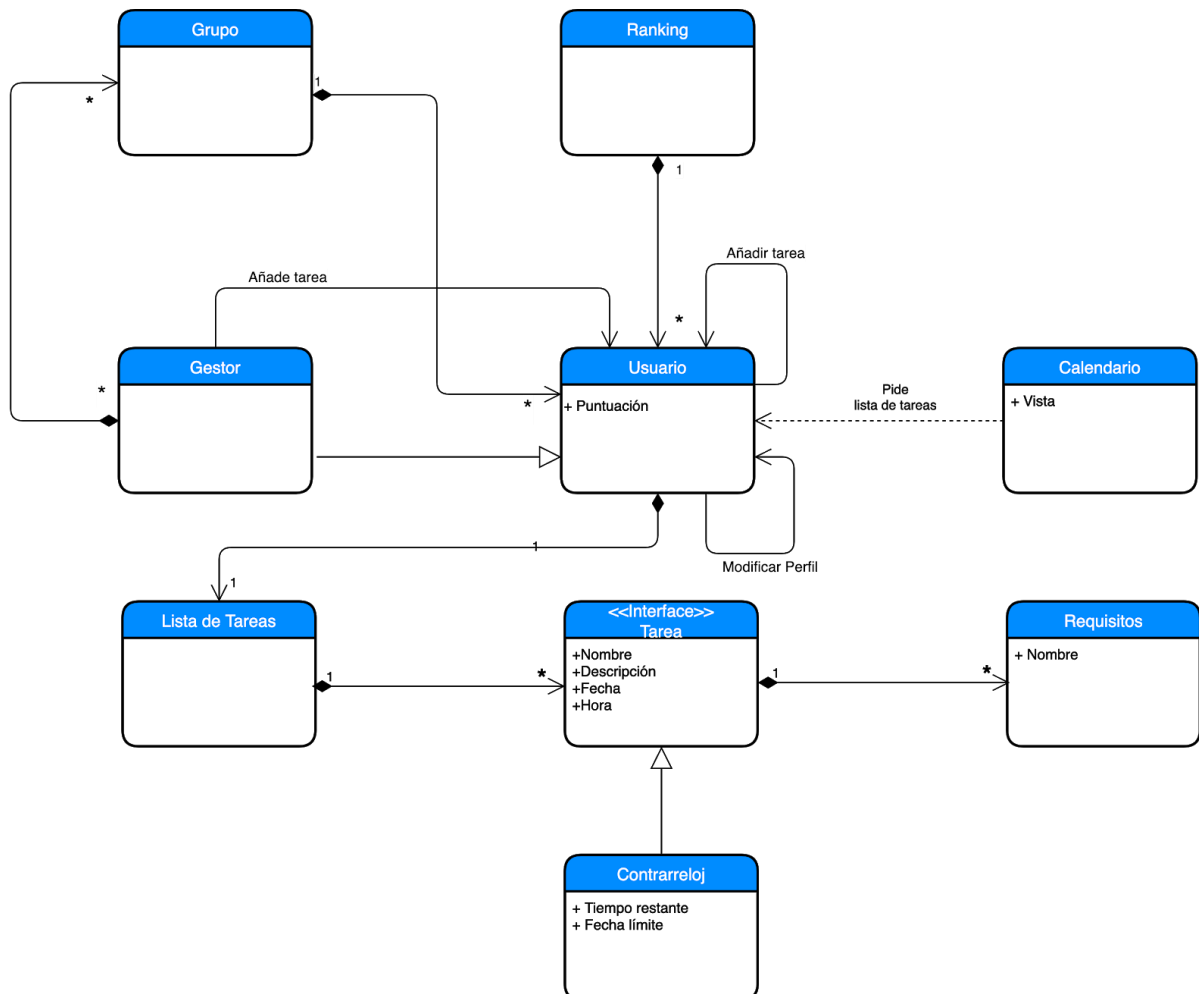 Grupo
Ranking
1
*
1
Añadir tarea
Añade tarea
*
Gestor
Usuario
Calendario
*
+ Puntuación
*
Pide
lista de tareas
+ Vista
1
Modificar Perfil
1
Lista de Tareas
<<Interface>>
Tarea
Requisitos
+Nombre
+Descripción
+Fecha
+Hora
1
*
1
*
+ Nombre
Contrarreloj
+ Tiempo restante
+ Fecha límite